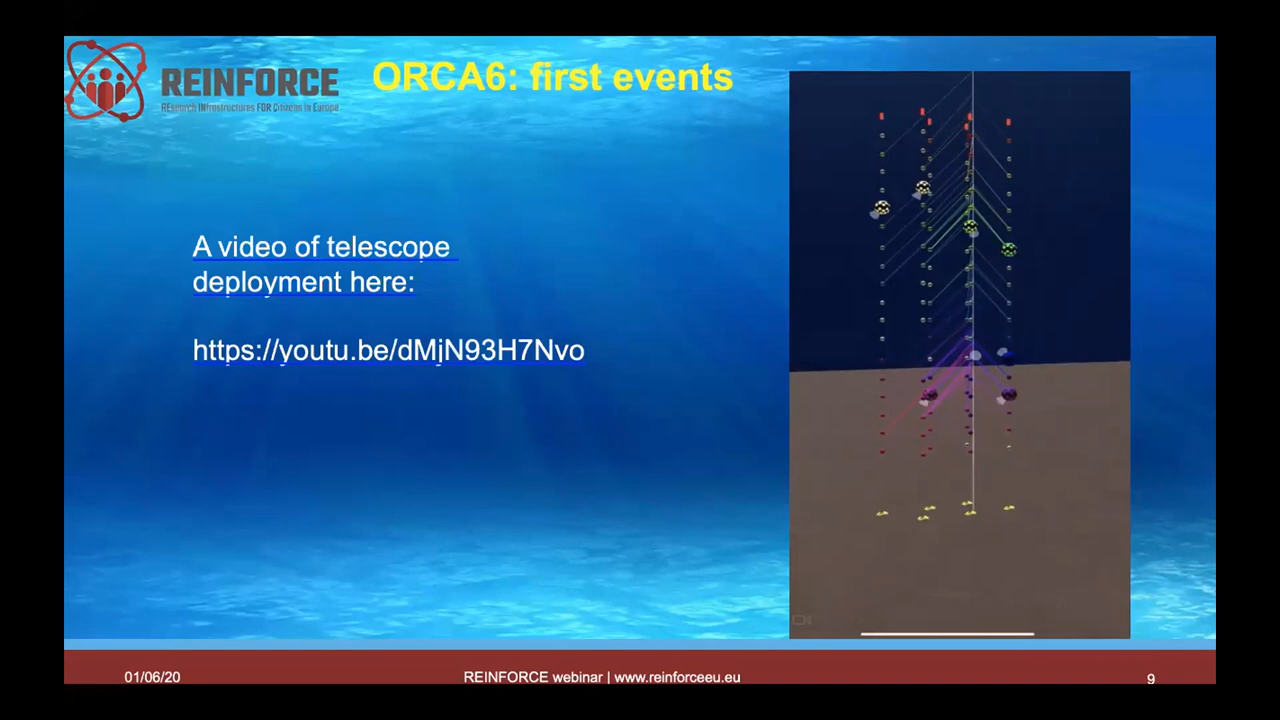 REINFORCE
REsearch INfrastructures FOR Citizens in Europe
ORCA6: first events
A video of telescope
deployment here:
https://youtu.be/dMjN93H7Nvo
01/06/20
REINFORCE webinar | www.reinforceeu.eu
9